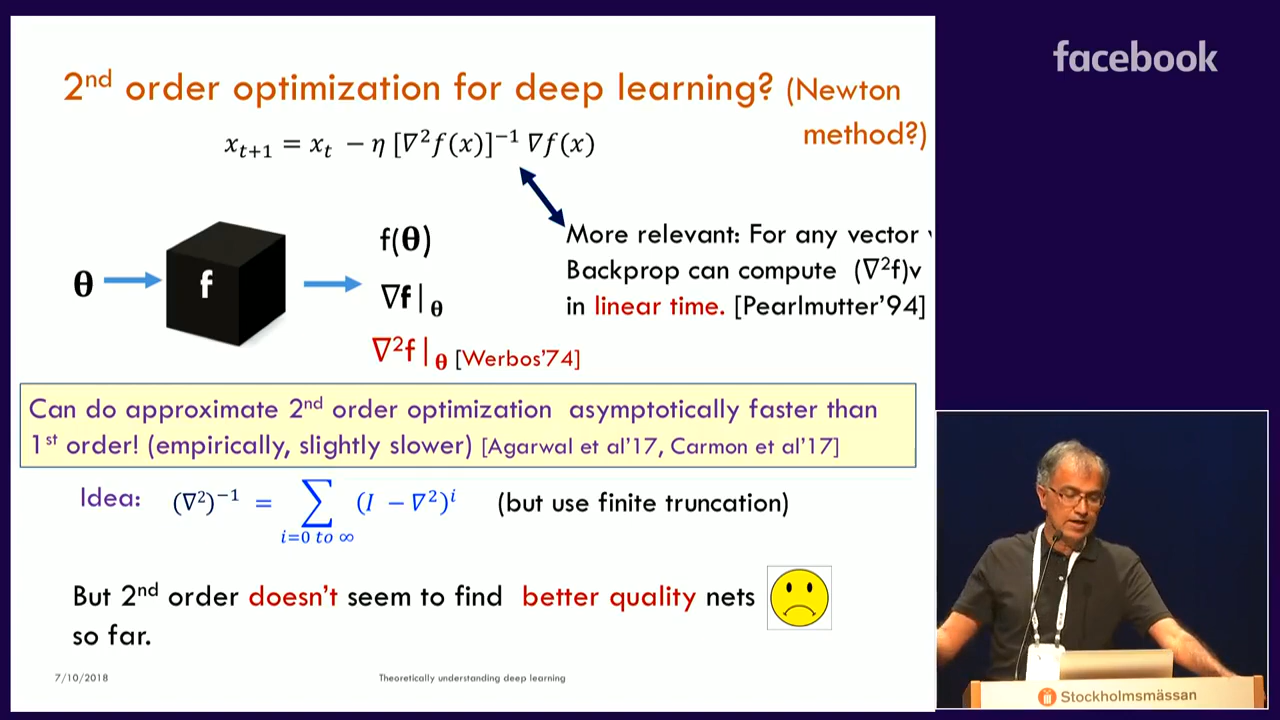 facebook
2nd order optimization for deep learning? (Newton
method?)
x_{t+1} = x_t − η [∇²f(x)]⁻¹ ∇f(x)
More relevant: For any vector
Backprop can compute (∇²f)v
in linear time. [Pearlmutter'94]
θ
f
f(θ)
∇f|θ
∇²f|θ [Werbos'74]
Can do approximate 2nd order optimization asymptotically faster than
1st order! (empirically, slightly slower) [Agarwal et al'17, Carmon et al'17]
Idea: (∇²)⁻¹ = ∑ (I − ∇²)ⁱ (but use finite truncation)
i=0 to ∞
But 2nd order doesn't seem to find better quality nets
so far.
7/10/2018 Theoretically understanding deep learning
Stockholmsmässan